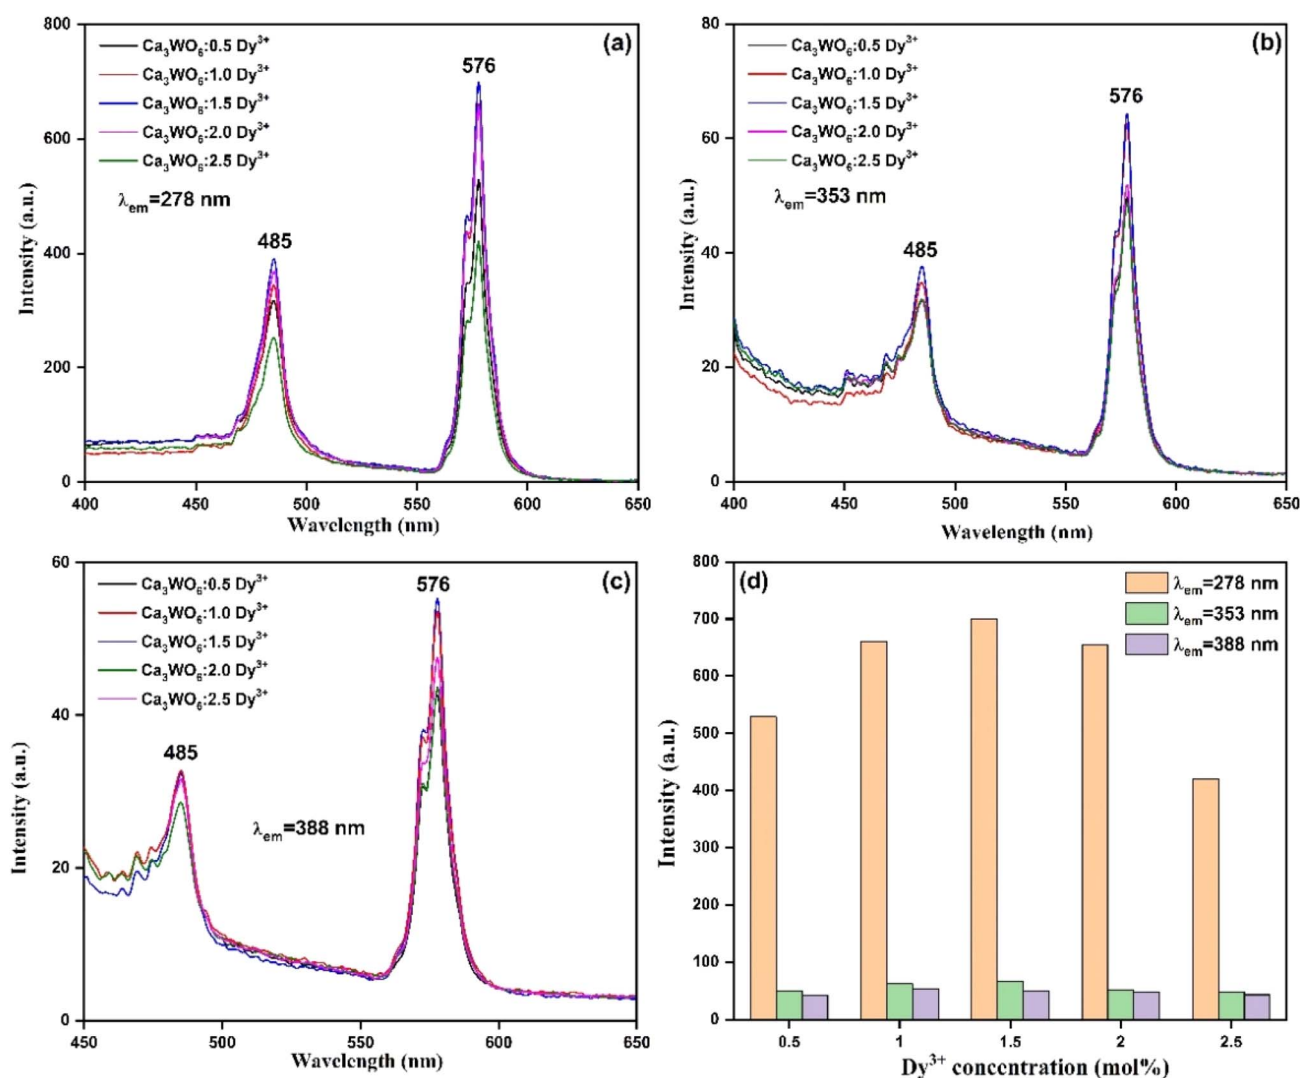 (a)
Ca₃WO₆:0.5 Dy³⁺
Ca₃WO₆:1.0 Dy³⁺
Ca₃WO₆:1.5 Dy³⁺
Ca₃WO₆:2.0 Dy³⁺
Ca₃WO₆:2.5 Dy³⁺
λem=278 nm
485
576
Intensity (a.u.)
800
600
400
200
0
400 450 500 550 600 650
Wavelength (nm)
(b)
Ca₃WO₆:0.5 Dy³⁺
Ca₃WO₆:1.0 Dy³⁺
Ca₃WO₆:1.5 Dy³⁺
Ca₃WO₆:2.0 Dy³⁺
Ca₃WO₆:2.5 Dy³⁺
λem=353 nm
485
576
Intensity (a.u.)
80
60
40
20
0
400 450 500 550 600 650
Wavelength (nm)
(c)
Ca₃WO₆:0.5 Dy³⁺
Ca₃WO₆:1.0 Dy³⁺
Ca₃WO₆:1.5 Dy³⁺
Ca₃WO₆:2.0 Dy³⁺
Ca₃WO₆:2.5 Dy³⁺
576
485
λem=388 nm
Intensity (a.u.)
60
40
20
0
450 500 550 600 650
Wavelength (nm)
(d)
λem=278 nm
λem=353 nm
λem=388 nm
Intensity (a.u.)
800
700
600
500
400
300
200
100
0
0.5 1 1.5 2 2.5
Dy³⁺ concentration (mol%)